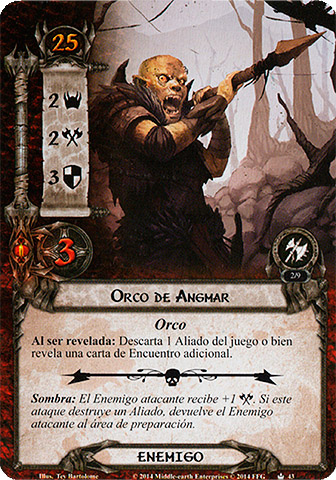 25
2
2
3
3
2/9
Orco de Angmar
Orco
Al ser revelada: Descarta 1 Aliado del juego o bien
revela una carta de Encuentro adicional.
Sombra: El Enemigo atacante recibe +1 . Si este
ataque destruye un Aliado, devuelve el Enemigo
atacante al área de preparación.
ENEMIGO
Illus. Tey Bartolome © 2014 Middle-earth Enterprises © 2014 FFG 43